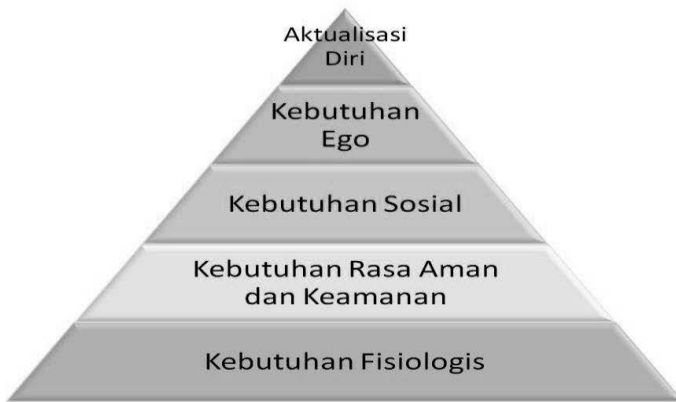 Aktualisasi
Diri
Kebutuhan
Ego
Kebutuhan Sosial
Kebutuhan Rasa Aman
dan Keamanan
Kebutuhan Fisiologis